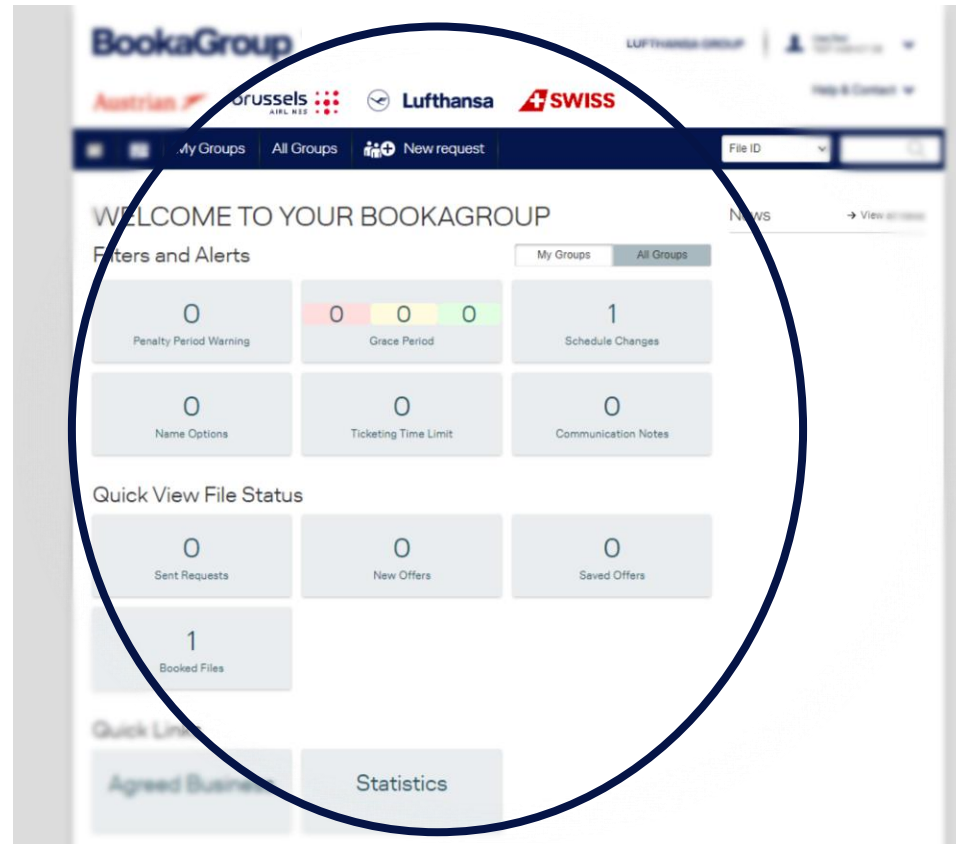 BookaGroup
LUFTHANSA GROUP
Austrian
brussels
AIRLINES
Lufthansa
SWISS
Help & Contact
My Groups All Groups New request File ID
WELCOME TO YOUR BOOKAGROUP
News → View all news
Filters and Alerts
My Groups All Groups
0 0 0 0 1
Penalty Period Warning Grace Period Schedule Changes
0 0 0
Name Options Ticketing Time Limit Communication Notes
Quick View File Status
0 0 0
Sent Requests New Offers Saved Offers
1
Booked Files
Quick Links
Agreed Business Statistics